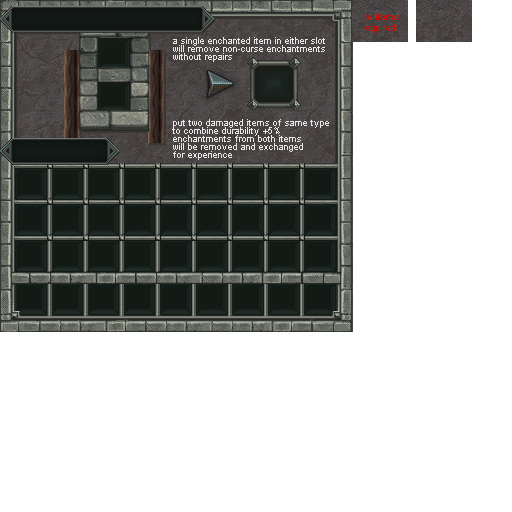 a single enchanted item in either slot
will remove non-curse enchantments
without repairs
put two damaged items of same type
to combine durability +5%
enchantments from both items
will be removed and exchanged
for experience